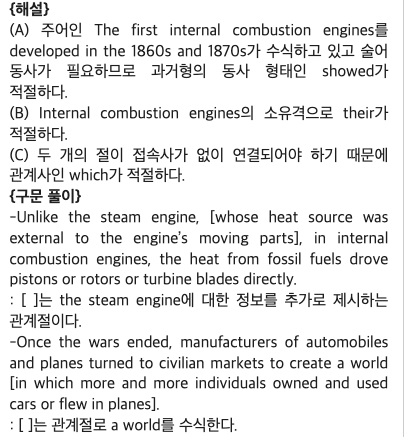 {해설}
(A) 주어인 The first internal combustion engines를
developed in the 1860s and 1870s가 수식하고 있고 술어
동사가 필요하므로 과거형의 동사 형태인 showed가
적절하다.
(B) Internal combustion engines의 소유격으로 their가
적절하다.
(C) 두 개의 절이 접속사가 없이 연결되어야 하기 때문에
관계사인 which가 적절하다.
{구문 풀이}
-Unlike the steam engine, [whose heat source was
external to the engine's moving parts], in internal
combustion engines, the heat from fossil fuels drove
pistons or rotors or turbine blades directly.
: [ ]는 the steam engine에 대한 정보를 추가로 제시하는
관계절이다.
-Once the wars ended, manufacturers of automobiles
and planes turned to civilian markets to create a world
[in which more and more individuals owned and used
cars or flew in planes].
: [ ]는 관계절로 a world를 수식한다.